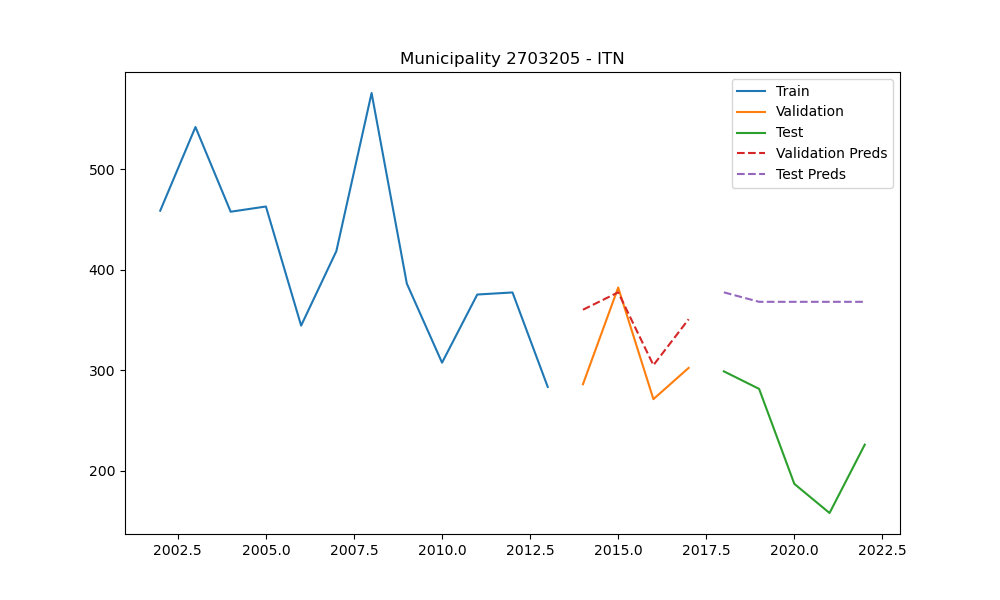 Municipality 2703205 - ITN
Train
Validation
Test
Validation Preds
Test Preds
500
400
300
200
2002.5 2005.0 2007.5 2010.0 2012.5 2015.0 2017.5 2020.0 2022.5